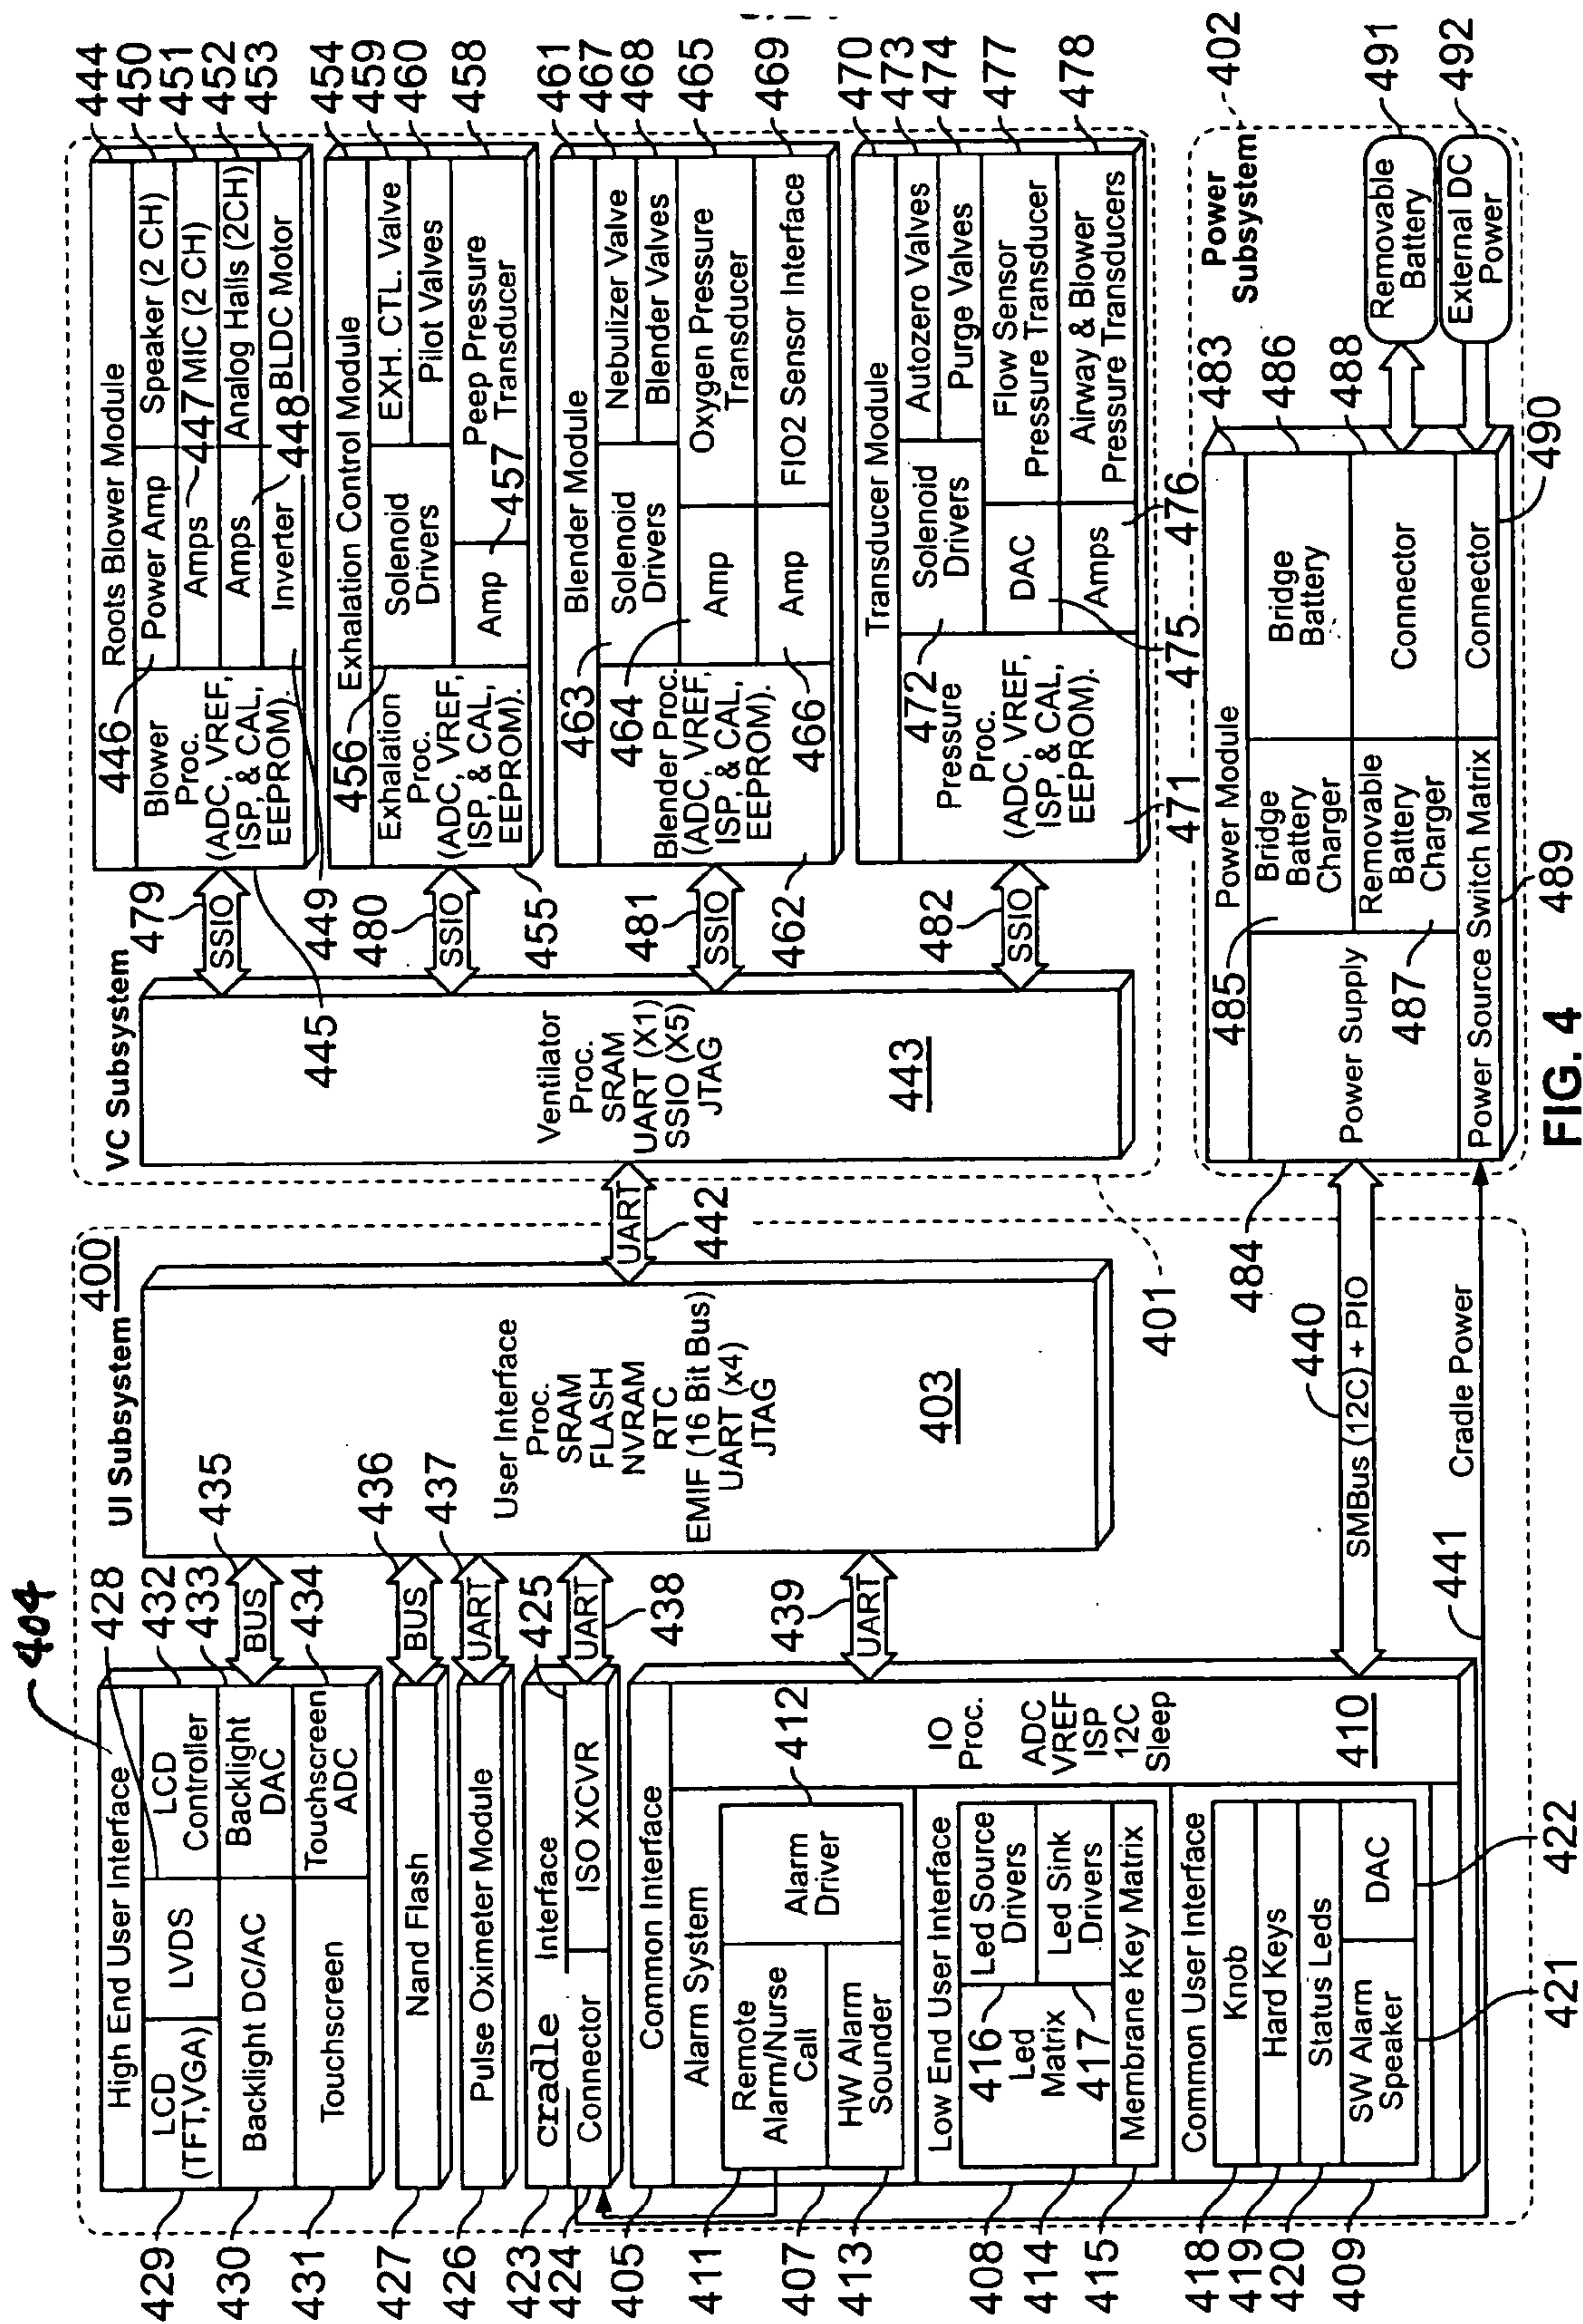 UI Subsystem 400
404
High End User Interface
428
LCD
(TFT,VGA)
LVDS
LCD
Controller
432
Backlight DC/AC
Backlight
DAC
433
Touchscreen
Touchscreen
ADC
434
429
430
431
435
BUS
Nand Flash
427
436
BUS
Pulse Oximeter Module
426
437
UART
cradle Interface
423
Connector
424
ISO XCVR
425
UART
438
Common Interface
405
Alarm System
407
Remote
Alarm/Nurse
Call
411
Alarm
Driver
412
HW Alarm
Sounder
413
Low End User Interface
408
416
Led
Matrix
417
414
Led Source
Drivers
Led Sink
Drivers
Membrane Key Matrix
415
Common User Interface
409
Knob
418
Hard Keys
419
Status Leds
420
SW Alarm
Speaker
421
DAC
422
IO
Proc.
ADC
VREF
ISP
12C
Sleep
410
439
UART
User Interface
Proc.
SRAM
FLASH
NVRAM
RTC
EMIF (16 Bit Bus)
UART (x4)
JTAG
403
440
SMBus (12C) + PIO
441
Cradle Power
UART
442
401
VC Subsystem
Ventilator
Proc.
SRAM
UART (X1)
SSIO (X5)
JTAG
443
479
SSIO
445
449
480
SSIO
455
481
SSIO
462
482
SSIO
Roots Blower Module
444
446
Blower
Proc.
(ADC, VREF,
ISP, & CAL,
EEPROM).
Power Amp
Speaker (2 CH)
450
Amps
447
MIC (2 CH)
451
Amps
Analog Halls (2CH)
452
448
Inverter
BLDC Motor
453
Exhalation Control Module
454
456
Exhalation
Proc.
(ADC, VREF,
ISP, & CAL,
EEPROM).
Solenoid
Drivers
EXH. CTL. Valve
459
Pilot Valves
460
Amp
457
Peep Pressure
Transducer
458
Blender Module
461
463
464
Blender Proc.
(ADC, VREF,
ISP, & CAL,
EEPROM).
466
Solenoid
Drivers
Nebulizer Valve
467
Blender Valves
468
Amp
Oxygen Pressure
Transducer
465
Amp
FIO2 Sensor Interface
469
Transducer Module
470
472
Pressure
Proc.
(ADC, VREF,
ISP, & CAL,
EEPROM).
471
Solenoid
Drivers
Autozero Valves
473
Purge Valves
474
DAC
475
Flow Sensor
Pressure Transducer
477
Amps
476
Airway & Blower
Pressure Transducers
478
Power
Subsystem
402
Power Module
483
484
Power Supply
485
Bridge
Battery
Charger
Bridge
Battery
486
487
Removable
Battery
Charger
Connector
488
Power Source Switch Matrix
489
Connector
490
Removable
Battery
491
External DC
Power
492
FIG. 4